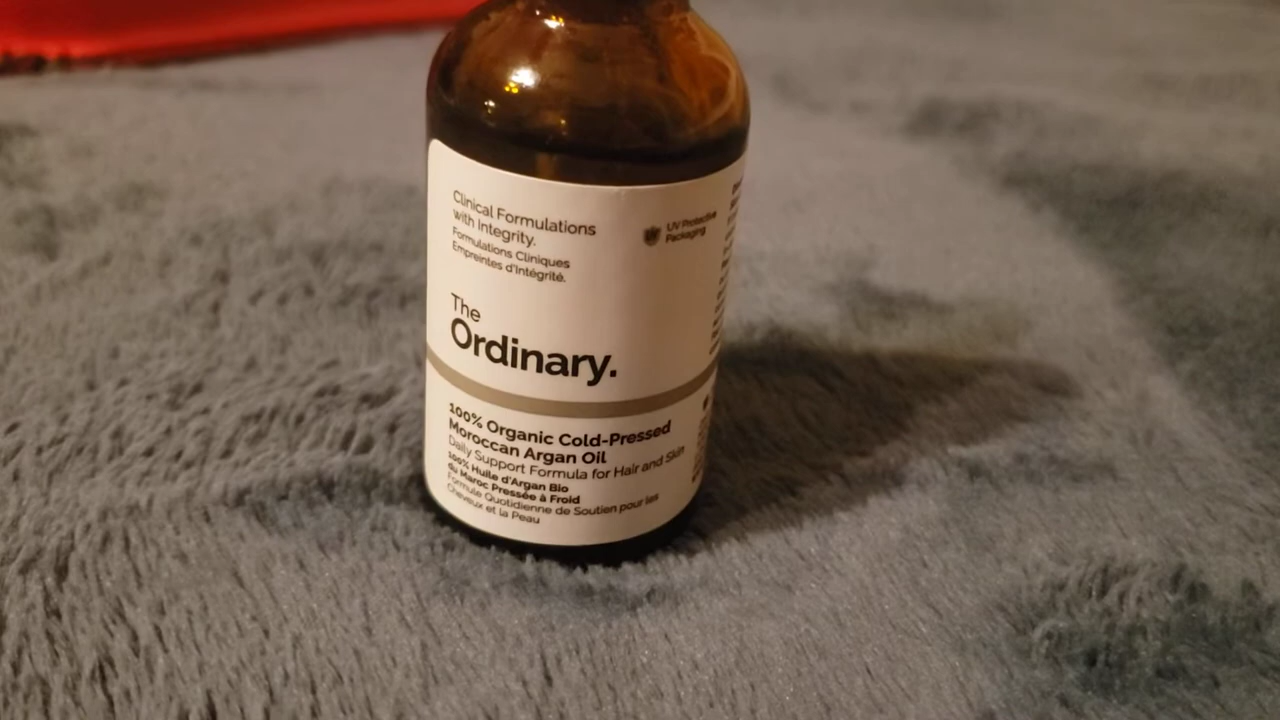 Clinical Formulations
with Integrity.
Formulations Cliniques
Empreintes d'Intégrité.
UV Protective
Packaging
The
Ordinary.
100% Organic Cold-Pressed
Moroccan Argan Oil
Daily Support Formula for Hair and Skin
100% Huile d'Argan Bio
du Maroc Pressée à Froid
Formule Quotidienne de Soutien pour les
Cheveux et la Peau